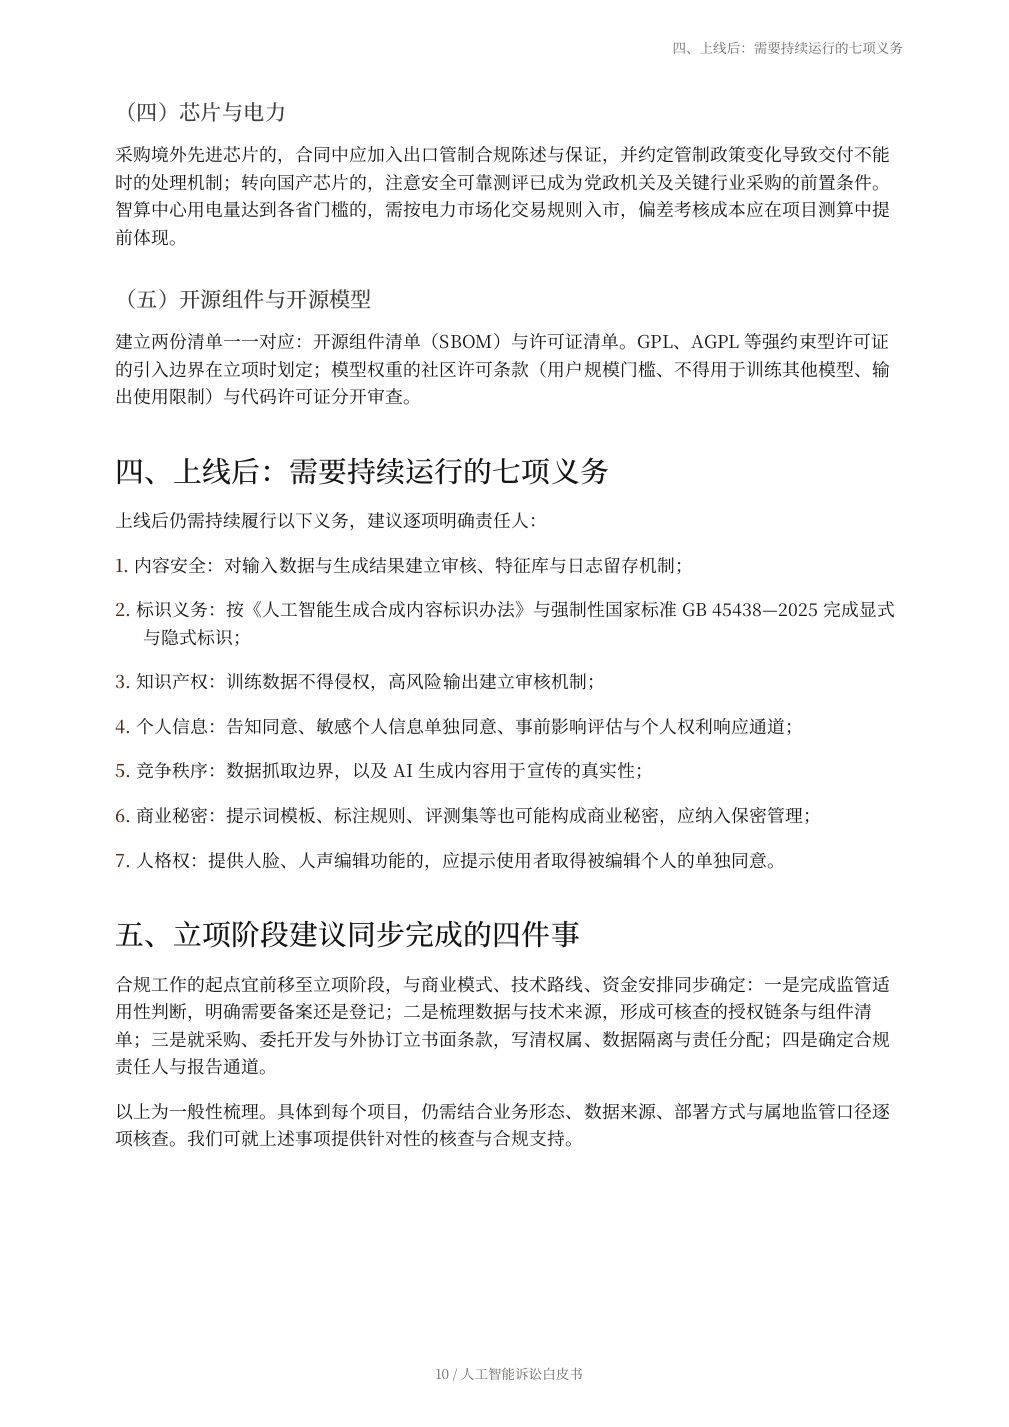 四、上线后：需要持续运行的七项义务
（四）芯片与电力
采购境外先进芯片的，合同中应加入出口管制合规陈述与保证，并约定管制政策变化导致交付不能
时的处理机制；转向国产芯片的，注意安全可靠测评已成为党政机关及关键行业采购的前置条件。
智算中心用电量达到各省门槛的，需按电力市场化交易规则入市，偏差考核成本应在项目测算中提
前体现。
（五）开源组件与开源模型
建立两份清单一一对应：开源组件清单（SBOM）与许可证清单。GPL、AGPL 等强约束型许可证
的引入边界在立项时划定；模型权重的社区许可条款（用户规模门槛、不得用于训练其他模型、输
出使用限制）与代码许可证分开审查。
四、上线后：需要持续运行的七项义务
上线后仍需持续履行以下义务，建议逐项明确责任人：
1. 内容安全：对输入数据与生成结果建立审核、特征库与日志留存机制；
2. 标识义务：按《人工智能生成合成内容标识办法》与强制性国家标准 GB 45438—2025 完成显式
与隐式标识；
3. 知识产权：训练数据不得侵权，高风险输出建立审核机制；
4. 个人信息：告知同意、敏感个人信息单独同意、事前影响评估与个人权利响应通道；
5. 竞争秩序：数据抓取边界，以及 AI 生成内容用于宣传的真实性；
6. 商业秘密：提示词模板、标注规则、评测集等也可能构成商业秘密，应纳入保密管理；
7. 人格权：提供人脸、人声编辑功能的，应提示使用者取得被编辑个人的单独同意。
五、立项阶段建议同步完成的四件事
合规工作的起点宜前移至立项阶段，与商业模式、技术路线、资金安排同步确定：一是完成监管适
用性判断，明确需要备案还是登记；二是梳理数据与技术来源，形成可核查的授权链条与组件清
单；三是就采购、委托开发与外协订立书面条款，写清权属、数据隔离与责任分配；四是确定合规
责任人与报告通道。
以上为一般性梳理。具体到每个项目，仍需结合业务形态、数据来源、部署方式与属地监管口径逐
项核查。我们可就上述事项提供针对性的核查与合规支持。
10 / 人工智能诉讼白皮书